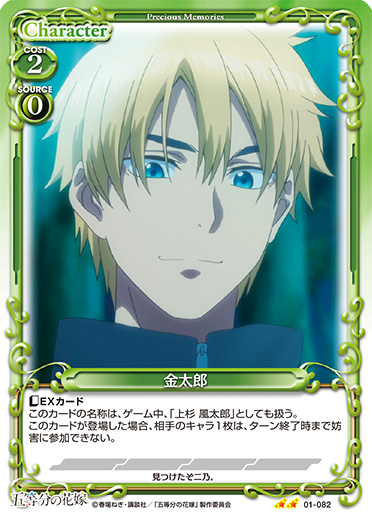 Precious Memories
Character
COST
2
SOURCE
0
金太郎
EXカード
このカードの名称は、ゲーム中、「上杉 風太郎」としても扱う。
このカードが登場した場合、相手のキャラ1枚は、ターン終了時まで妨
害に参加できない。
見つけたぞ二乃。
五等分の花嫁
©春場ねぎ・講談社/「五等分の花嫁」製作委員会
01-082